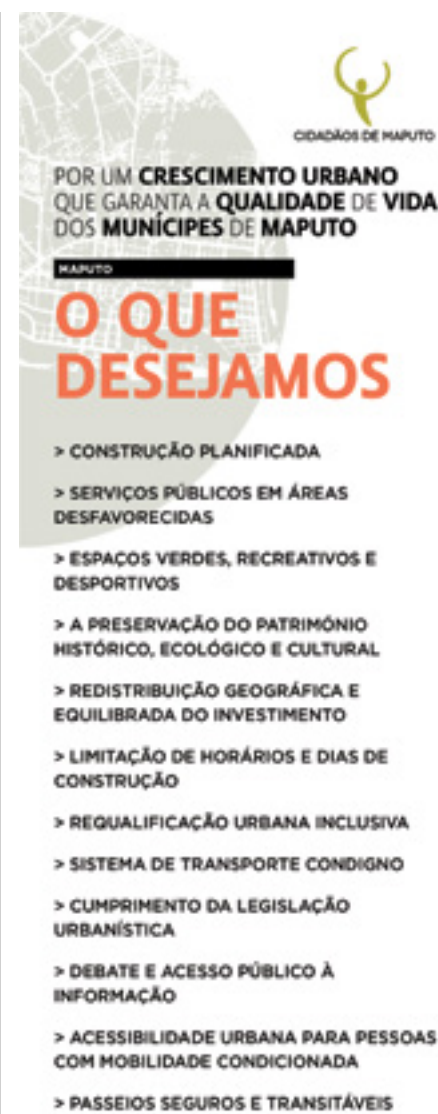 CIDADÃOS DE MAPUTO
POR UM CRESCIMENTO URBANO
QUE GARANTA A QUALIDADE DE VIDA
DOS MUNÍCIPES DE MAPUTO
MAPUTO
O QUE
DESEJAMOS
> CONSTRUÇÃO PLANIFICADA
> SERVIÇOS PÚBLICOS EM ÁREAS
DESFAVORECIDAS
> ESPAÇOS VERDES, RECREATIVOS E
DESPORTIVOS
> A PRESERVAÇÃO DO PATRIMÓNIO
HISTÓRICO, ECOLÓGICO E CULTURAL
> REDISTRIBUIÇÃO GEOGRÁFICA E
EQUILIBRADA DO INVESTIMENTO
> LIMITAÇÃO DE HORÁRIOS E DIAS DE
CONSTRUÇÃO
> REQUALIFICAÇÃO URBANA INCLUSIVA
> SISTEMA DE TRANSPORTE CONDIGNO
> CUMPRIMENTO DA LEGISLAÇÃO
URBANÍSTICA
> DEBATE E ACESSO PÚBLICO À
INFORMAÇÃO
> ACESSIBILIDADE URBANA PARA PESSOAS
COM MOBILIDADE CONDICIONADA
> PASSEIOS SEGUROS E TRANSITÁVEIS